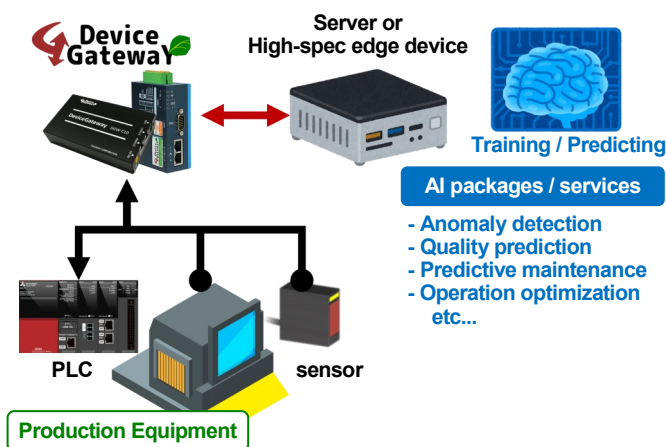 Device
GatewaY
Server or
High-spec edge device
DeviceGateway
Training / Predicting
AI packages / services
- Anomaly detection
- Quality prediction
- Predictive maintenance
- Operation optimization
etc...
PLC
sensor
Production Equipment